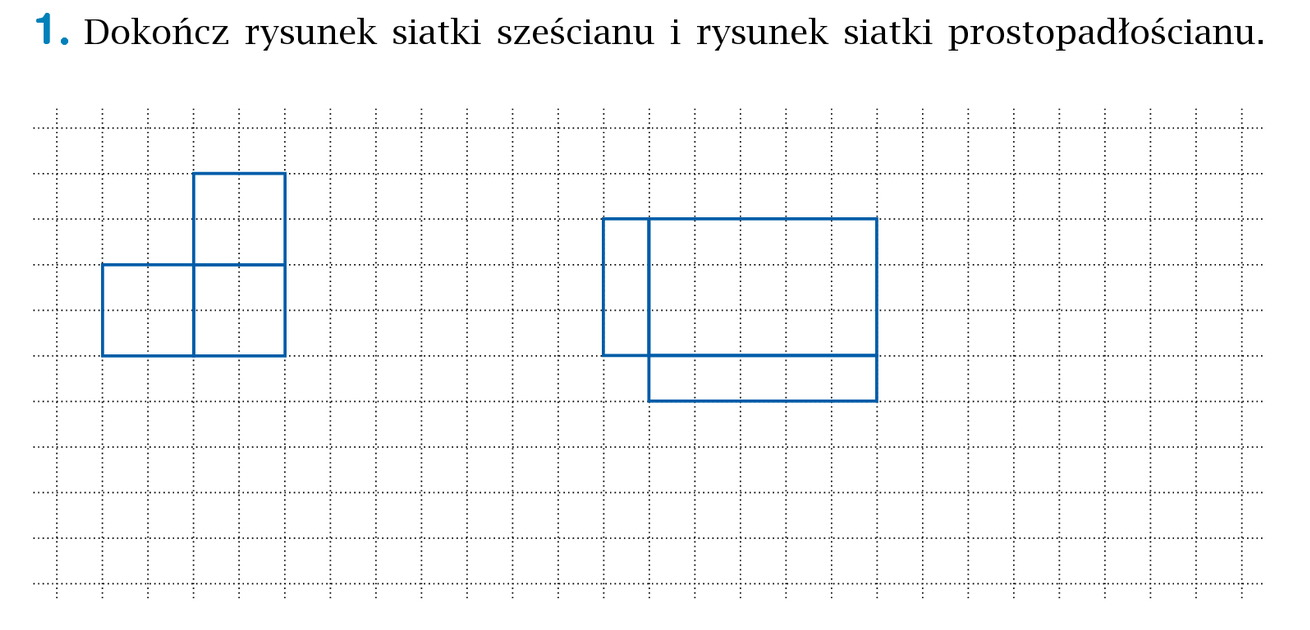 1. Dokończ rysunek siatki sześcianu i rysunek siatki prostopadłościanu.